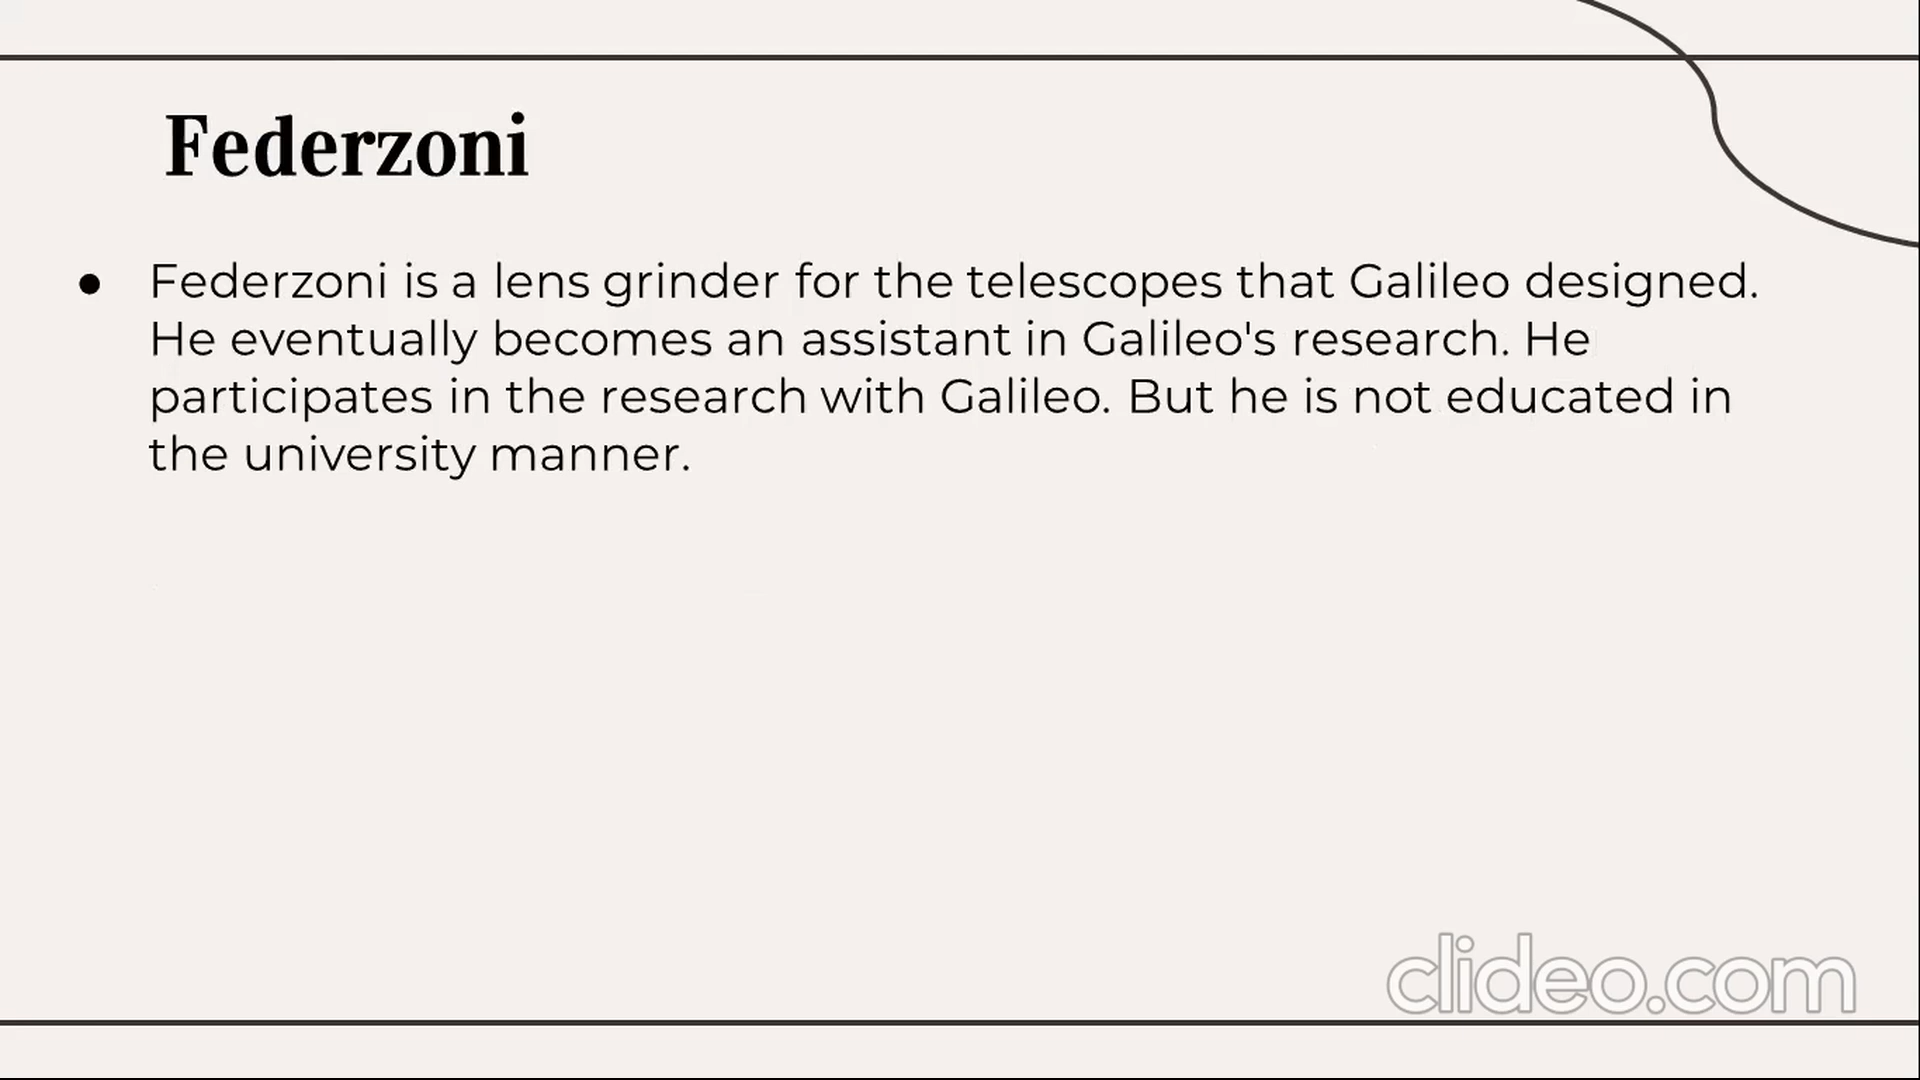 Federzoni
● Federzoni is a lens grinder for the telescopes that Galileo designed.
He eventually becomes an assistant in Galileo's research. He
participates in the research with Galileo. But he is not educated in
the university manner.
clideo.com